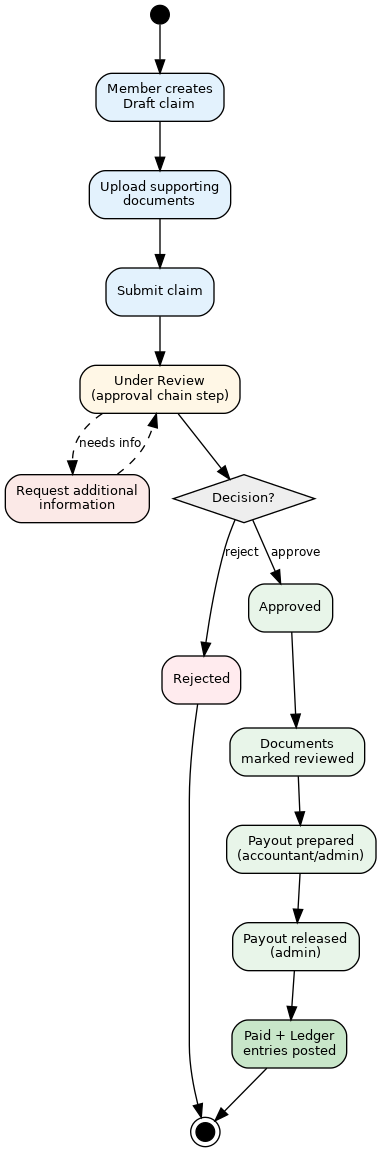 Member creates
Draft claim
Upload supporting
documents
Submit claim
Under Review
(approval chain step)
needs info
Request additional
information
Decision?
reject
approve
Approved
Rejected
Documents
marked reviewed
Payout prepared
(accountant/admin)
Payout released
(admin)
Paid + Ledger
entries posted